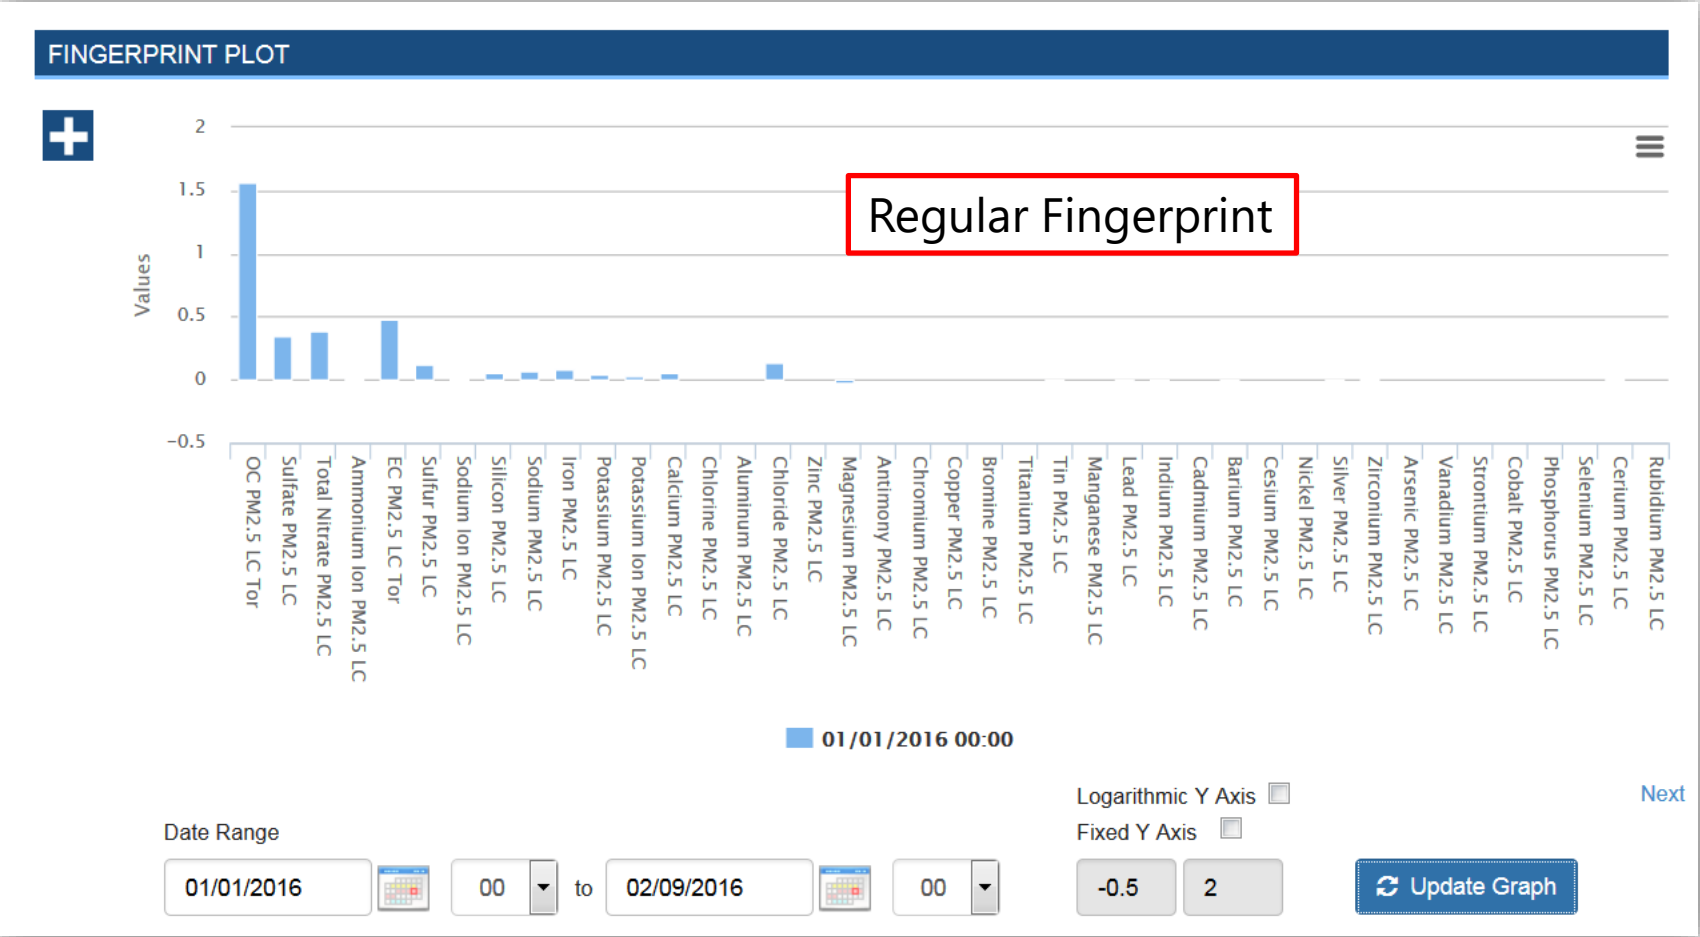 FINGERPRINT PLOT
2
1.5
1
0.5
0
-0.5
Values
Regular Fingerprint
OC PM2.5 LC Tor
Sulfate PM2.5 LC
Total Nitrate PM2.5 LC
Ammonium Ion PM2.5 LC
EC PM2.5 LC Tor
Sulfur PM2.5 LC
Sodium Ion PM2.5 LC
Silicon PM2.5 LC
Sodium PM2.5 LC
Iron PM2.5 LC
Potassium PM2.5 LC
Potassium Ion PM2.5 LC
Calcium PM2.5 LC
Chlorine PM2.5 LC
Aluminum PM2.5 LC
Chloride PM2.5 LC
Zinc PM2.5 LC
Magnesium PM2.5 LC
Antimony PM2.5 LC
Chromium PM2.5 LC
Copper PM2.5 LC
Bromine PM2.5 LC
Titanium PM2.5 LC
Tin PM2.5 LC
Manganese PM2.5 LC
Lead PM2.5 LC
Indium PM2.5 LC
Cadmium PM2.5 LC
Barium PM2.5 LC
Cesium PM2.5 LC
Nickel PM2.5 LC
Silver PM2.5 LC
Zirconium PM2.5 LC
Arsenic PM2.5 LC
Vanadium PM2.5 LC
Strontium PM2.5 LC
Cobalt PM2.5 LC
Phosphorus PM2.5 LC
Selenium PM2.5 LC
Cerium PM2.5 LC
Rubidium PM2.5 LC
01/01/2016 00:00
Logarithmic Y Axis
Next
Date Range
Fixed Y Axis
01/01/2016 00 to 02/09/2016 00 -0.5 2 Update Graph